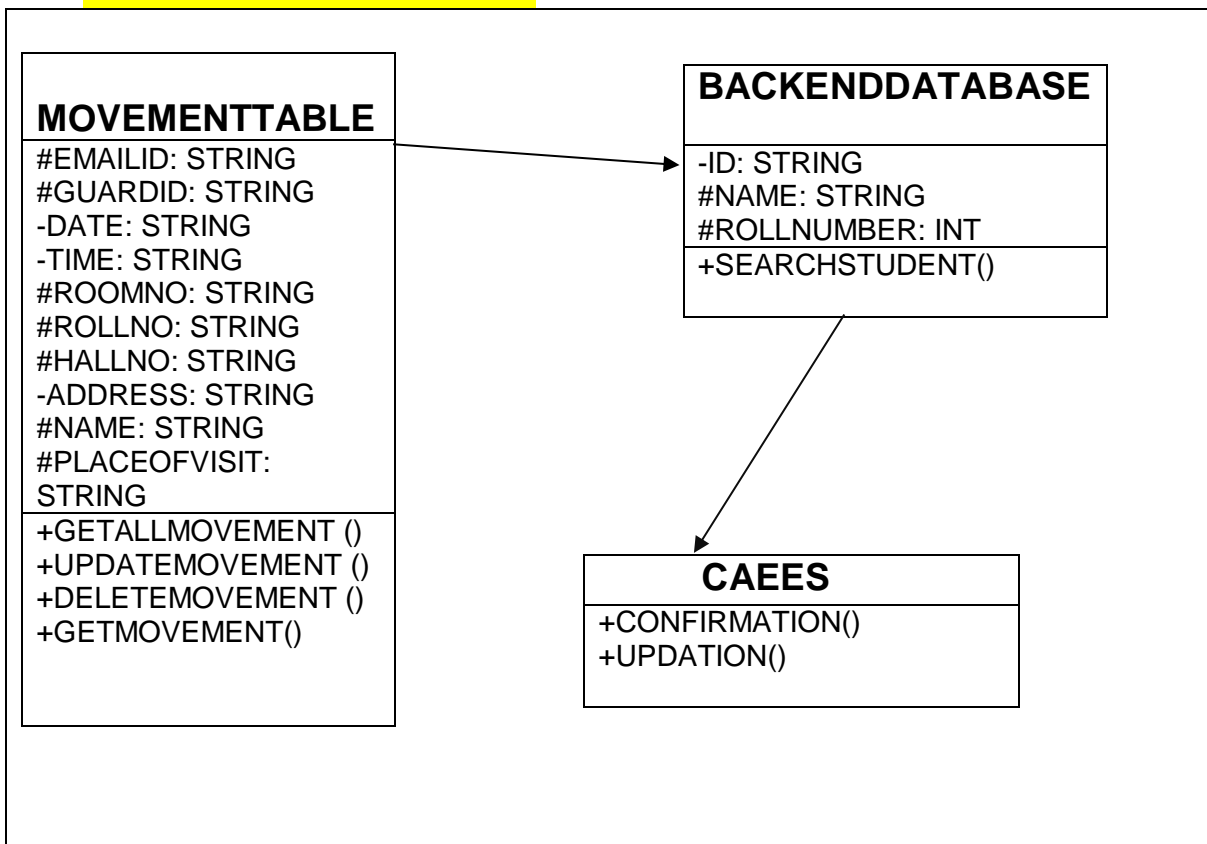 MOVEMENTTABLE
#EMAILID: STRING
#GUARDID: STRING
-DATE: STRING
-TIME: STRING
#ROOMNO: STRING
#ROLLNO: STRING
#HALLNO: STRING
-ADDRESS: STRING
#NAME: STRING
#PLACEOFVISIT:
STRING
+GETALLMOVEMENT ()
+UPDATEMOVEMENT ()
+DELETEMOVEMENT ()
+GETMOVEMENT()
BACKENDDATABASE
-ID: STRING
#NAME: STRING
#ROLLNUMBER: INT
+SEARCHSTUDENT()
CAEES
+CONFIRMATION()
+UPDATION()